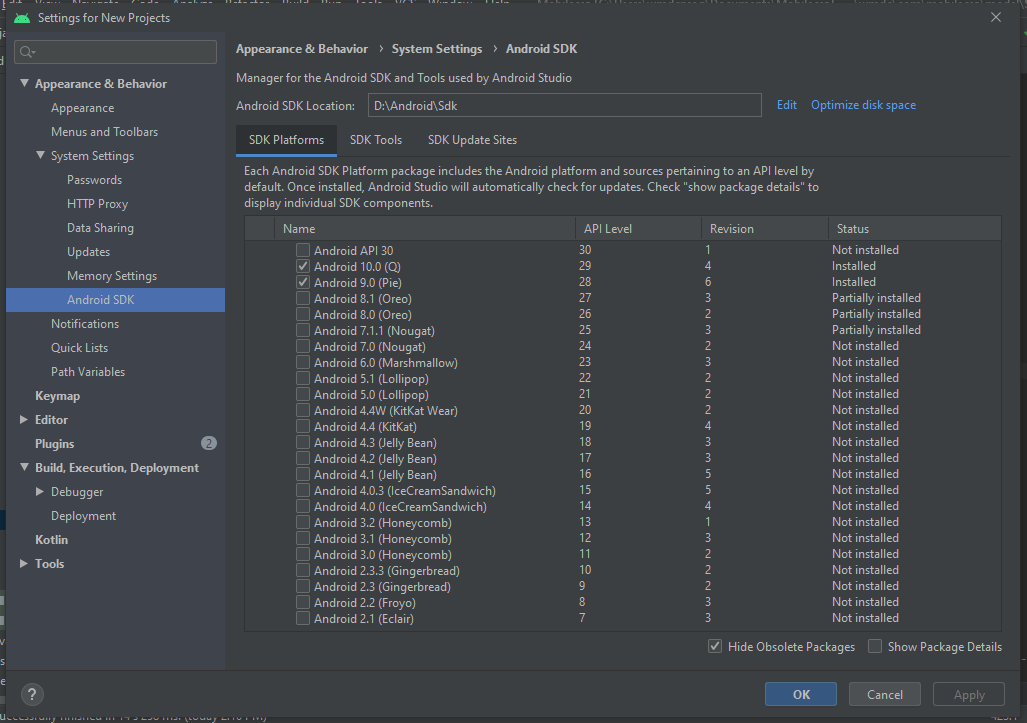 Settings for New Projects
Appearance & Behavior
Appearance
Menus and Toolbars
System Settings
Passwords
HTTP Proxy
Data Sharing
Updates
Memory Settings
Android SDK
Notifications
Quick Lists
Path Variables
Keymap
Editor
Plugins 2
Build, Execution, Deployment
Debugger
Deployment
Kotlin
Tools
Appearance & Behavior › System Settings › Android SDK
Manager for the Android SDK and Tools used by Android Studio
Android SDK Location: D:\Android\Sdk Edit Optimize disk space
SDK Platforms SDK Tools SDK Update Sites
Each Android SDK Platform package includes the Android platform and sources pertaining to an API level by
default. Once installed, Android Studio will automatically check for updates. Check "show package details" to
display individual SDK components.
Name API Level Revision Status
Android API 30 30 1 Not installed
Android 10.0 (Q) 29 4 Installed
Android 9.0 (Pie) 28 6 Installed
Android 8.1 (Oreo) 27 3 Partially installed
Android 8.0 (Oreo) 26 2 Partially installed
Android 7.1.1 (Nougat) 25 3 Partially installed
Android 7.0 (Nougat) 24 2 Not installed
Android 6.0 (Marshmallow) 23 3 Not installed
Android 5.1 (Lollipop) 22 2 Not installed
Android 5.0 (Lollipop) 21 2 Not installed
Android 4.4W (KitKat Wear) 20 2 Not installed
Android 4.4 (KitKat) 19 4 Not installed
Android 4.3 (Jelly Bean) 18 3 Not installed
Android 4.2 (Jelly Bean) 17 3 Not installed
Android 4.1 (Jelly Bean) 16 5 Not installed
Android 4.0.3 (IceCreamSandwich) 15 5 Not installed
Android 4.0 (IceCreamSandwich) 14 4 Not installed
Android 3.2 (Honeycomb) 13 1 Not installed
Android 3.1 (Honeycomb) 12 3 Not installed
Android 3.0 (Honeycomb) 11 2 Not installed
Android 2.3.3 (Gingerbread) 10 2 Not installed
Android 2.3 (Gingerbread) 9 2 Not installed
Android 2.2 (Froyo) 8 3 Not installed
Android 2.1 (Eclair) 7 3 Not installed
Hide Obsolete Packages Show Package Details
? OK Cancel Apply